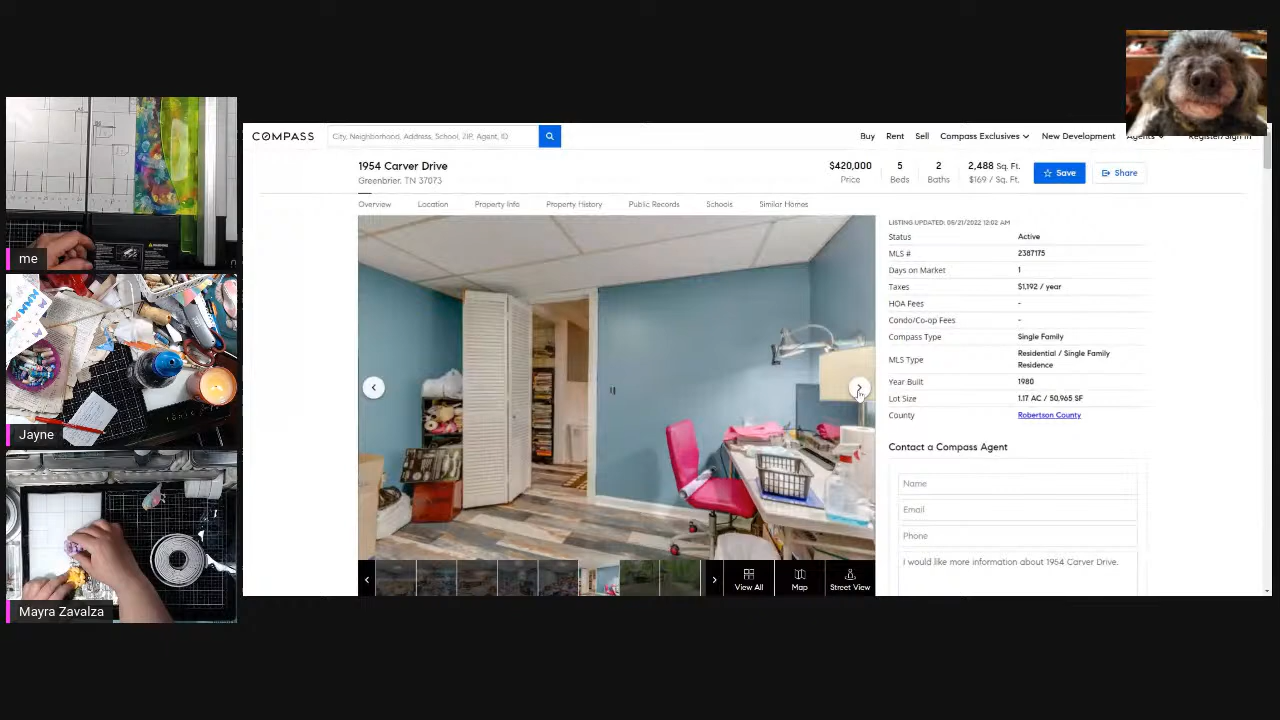 me
Jayne
Mayra Zavalza
COMPASS
City, Neighborhood, Address, School, ZIP, Agent, ID
Buy Rent Sell Compass Exclusives New Development Agents Register/Sign In
1954 Carver Drive
Greenbrier, TN 37073
$420,000
Price
5
Beds
2
Baths
2,488 Sq. Ft.
$169 / Sq. Ft.
Save
Share
Overview Location Property Info Property History Public Records Schools Similar Homes
LISTING UPDATED: 05/21/2022 12:02 AM
Status Active
MLS # 2387175
Days on Market 1
Taxes $1,192 / year
HOA Fees -
Condo/Co-op Fees -
Compass Type Single Family
MLS Type Residential / Single Family
Residence
Year Built 1980
Lot Size 1.17 AC / 50,965 SF
County Robertson County
Contact a Compass Agent
Name
Email
Phone
I would like more information about 1954 Carver Drive.
View All
Map
Street View